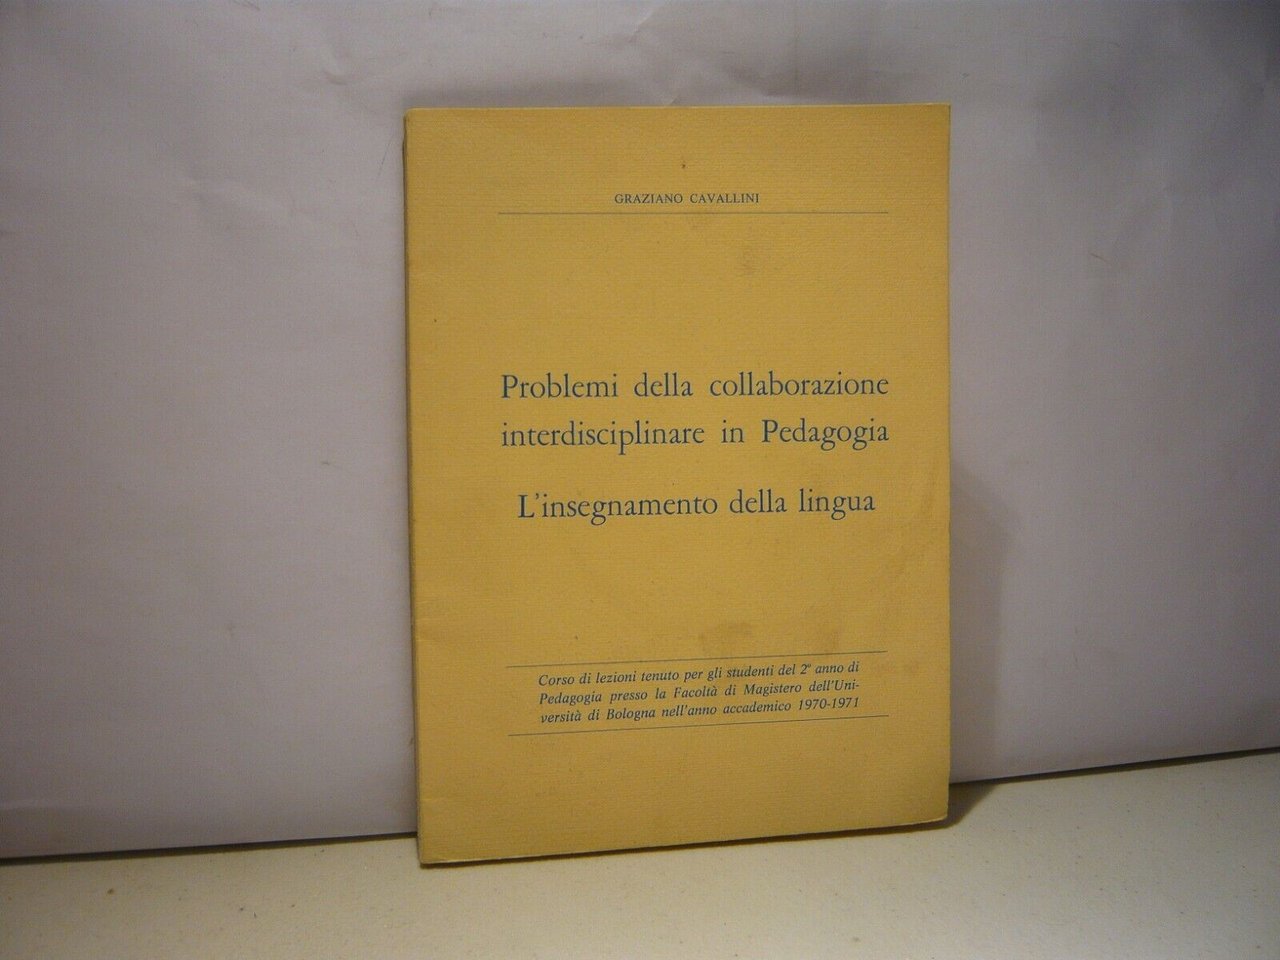 GRAZIANO CAVALLINI
Problemi della collaborazione
interdisciplinare in Pedagogia
L'insegnamento della lingua
Corso di lezioni tenuto per gli studenti del 2° anno di
Pedagogia presso la Facoltà di Magistero dell'Uni-
versità di Bologna nell'anno accademico 1970-1971